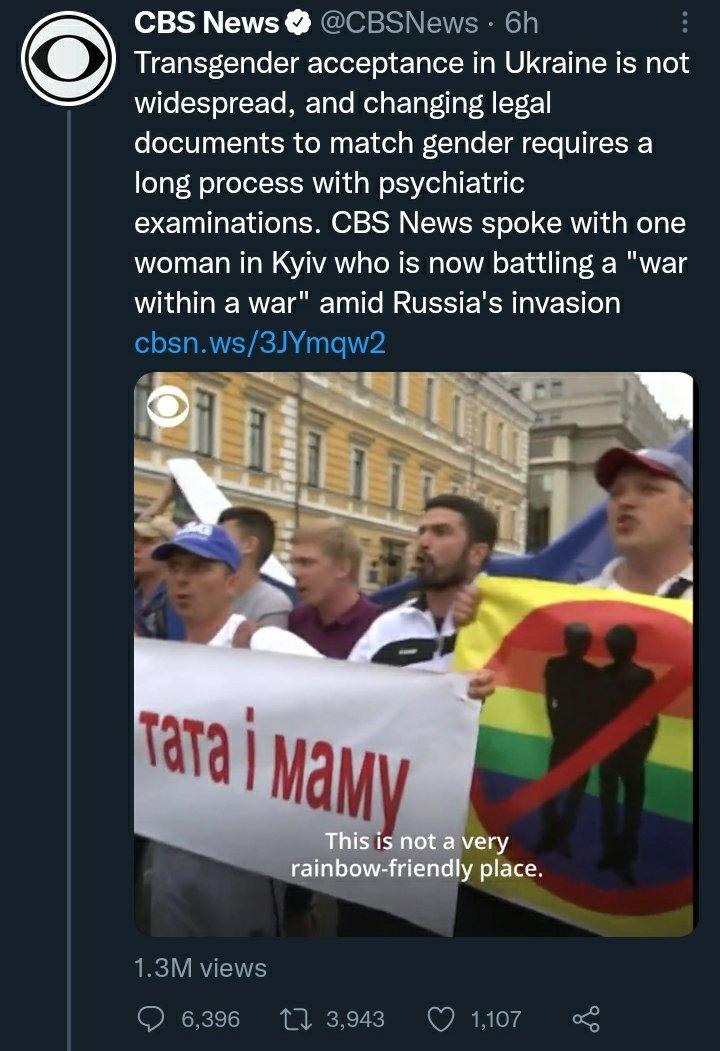 CBS News @CBSNews · 6h
Transgender acceptance in Ukraine is not
widespread, and changing legal
documents to match gender requires a
long process with psychiatric
examinations. CBS News spoke with one
woman in Kyiv who is now battling a "war
within a war" amid Russia's invasion
cbsn.ws/3JYmqw2
тата і маму
This is not a very
rainbow-friendly place.
1.3M views
6,396 3,943 1,107